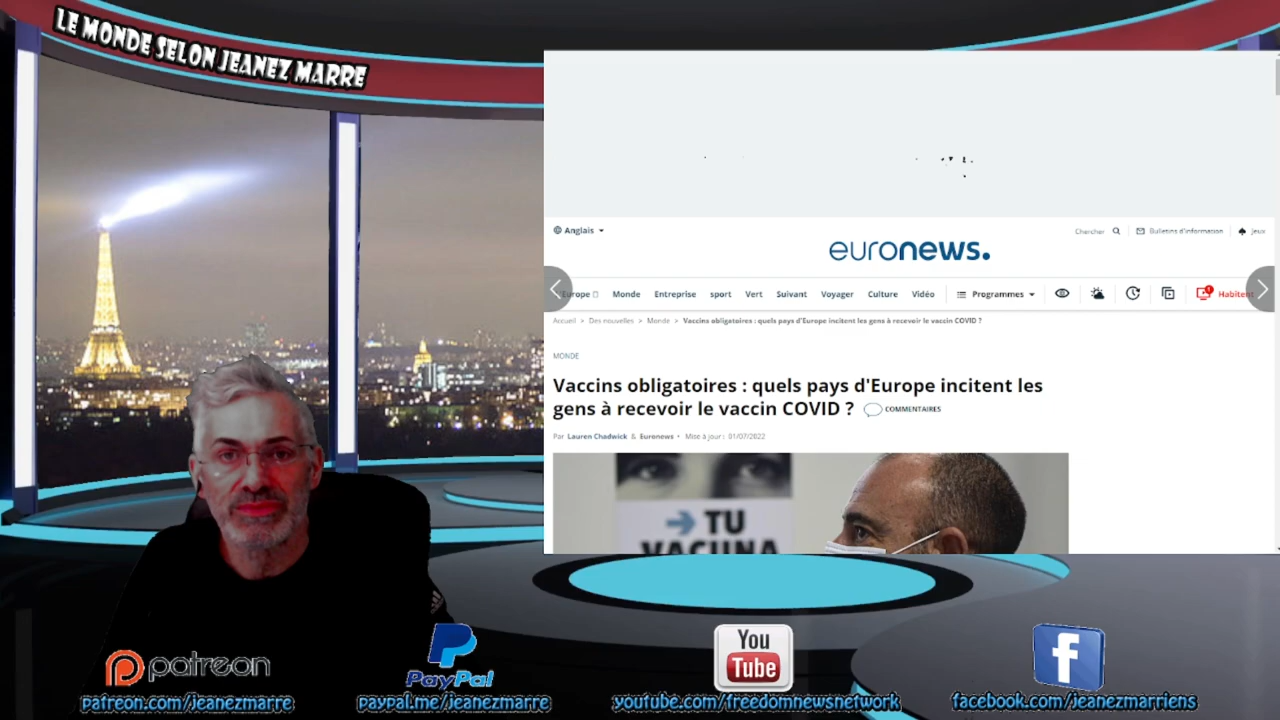 LE MONDE SELON JEANEZ MARRE
Anglais
Chercher
Bulletins d'information
Jeux
euronews.
Europe
Monde
Entreprise
sport
Vert
Suivant
Voyager
Culture
Vidéo
Programmes
Habitent
Accueil > Des nouvelles > Monde > Vaccins obligatoires : quels pays d'Europe incitent les gens à recevoir le vaccin COVID ?
MONDE
Vaccins obligatoires : quels pays d'Europe incitent les
gens à recevoir le vaccin COVID ? COMMENTAIRES
Par Lauren Chadwick & Euronews • Mise à jour : 01/07/2022
TU
VACUNA
patreon
PayPal
You
Tube
patreon.com/jeanezmarre
paypal.me/jeanezmarre
youtube.com/freedomnewsnetwork
facebook.com/jeanezmarriens